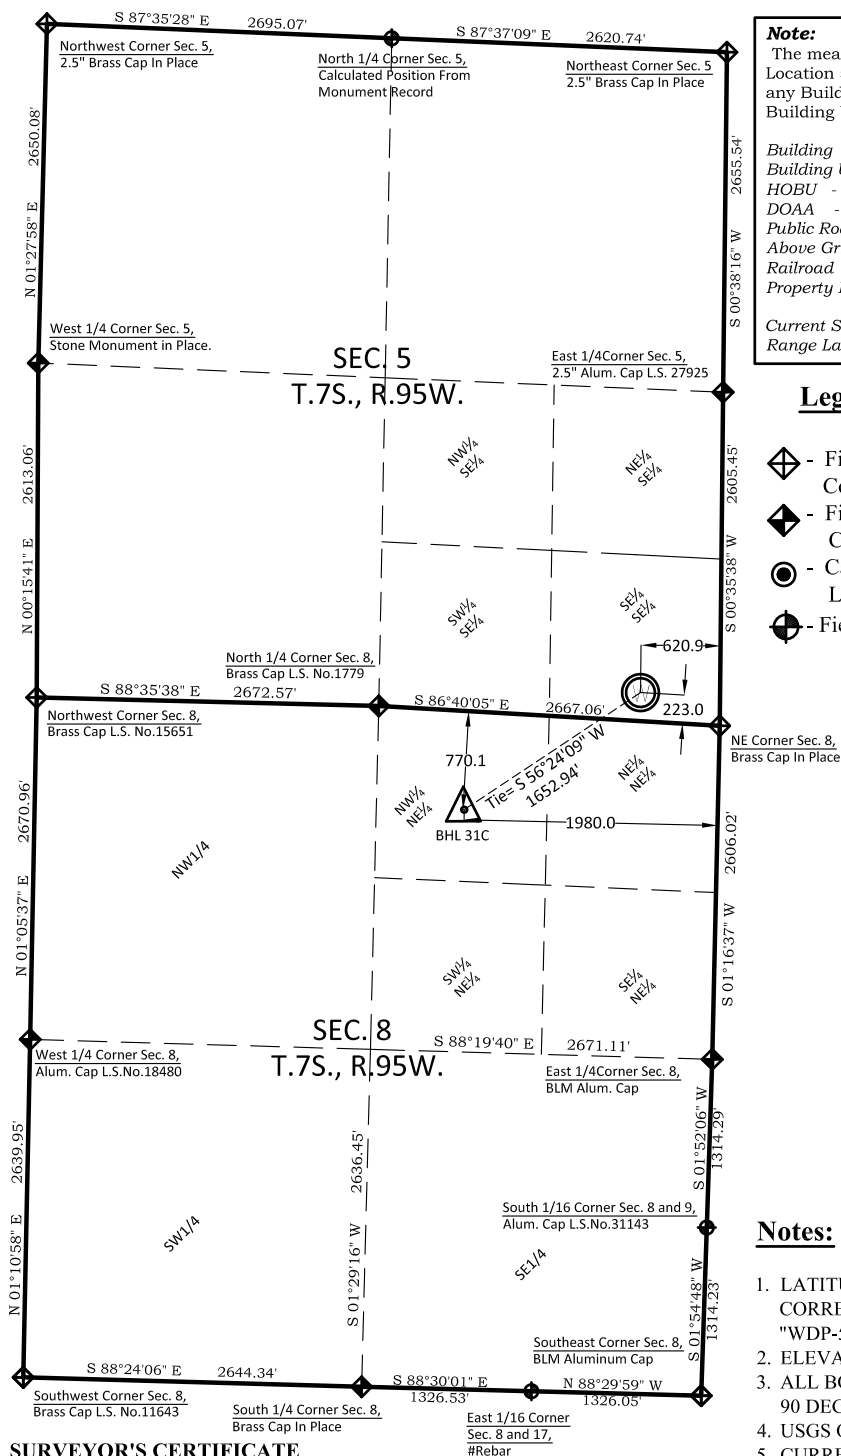 S 87°35'28" E 2695.07'
S 87°37'09" E 2620.74'
Northwest Corner Sec. 5,
2.5" Brass Cap In Place
North 1/4 Corner Sec. 5,
Calculated Position From
Monument Record
Northeast Corner Sec. 5
2.5" Brass Cap In Place
N 01°27'58" E 2650.08'
S 00°38'16" W 2655.54'
West 1/4 Corner Sec. 5,
Stone Monument in Place.
SEC. 5
T.7S., R.95W.
East 1/4Corner Sec. 5,
2.5" Alum. Cap L.S. 27925
NW¼
SE¼
NE¼
SE¼
N 00°15'41" E 2613.06'
S 00°35'38" W 2605.45'
SW¼
SE¼
SE¼
SE¼
620.9
223.0
North 1/4 Corner Sec. 8,
Brass Cap L.S. No.1779
S 88°35'38" E 2672.57'
S 86°40'05" E 2667.06'
Northwest Corner Sec. 8,
Brass Cap L.S. No.15651
NE Corner Sec. 8,
Brass Cap In Place
770.1
Tie= S 56°24'09" W
1652.94'
NW¼
NE¼
NE¼
NE¼
BHL 31C
1980.0
N 01°05'37" E 2670.96'
S 01°16'37" W 2606.02'
NW1/4
SW¼
NE¼
SE¼
NE¼
SEC. 8
T.7S., R.95W.
S 88°19'40" E 2671.11'
West 1/4 Corner Sec. 8,
Alum. Cap L.S.No.18480
East 1/4Corner Sec. 8,
BLM Alum. Cap
N 01°10'58" E 2639.95'
S 01°29'16" W 2636.45'
S 01°52'06" W
1314.29'
South 1/16 Corner Sec. 8 and 9,
Alum. Cap L.S.No.31143
SW1/4
SE1/4
S 01°54'48" W
1314.23'
Southeast Corner Sec. 8,
BLM Aluminum Cap
S 88°24'06" E 2644.34'
S 88°30'01" E
1326.53'
N 88°29'59" W
1326.05'
Southwest Corner Sec. 8,
Brass Cap L.S. No.11643
South 1/4 Corner Sec. 8,
Brass Cap In Place
East 1/16 Corner
Sec. 8 and 17,
#Rebar
SURVEYOR'S CERTIFICATE
Note:
The mea
Location
any Build
Building
Building
Building
HOBU -
DOAA -
Public Ro
Above Gr
Railroad
Property
Current S
Range La
Leg
- Fi
Co
- Fi
C
- C
L
- Fie
Notes:
1. LATITU
CORRE
"WDP-
2. ELEVA
3. ALL BO
90 DEC
4. USGS
5. CURRE